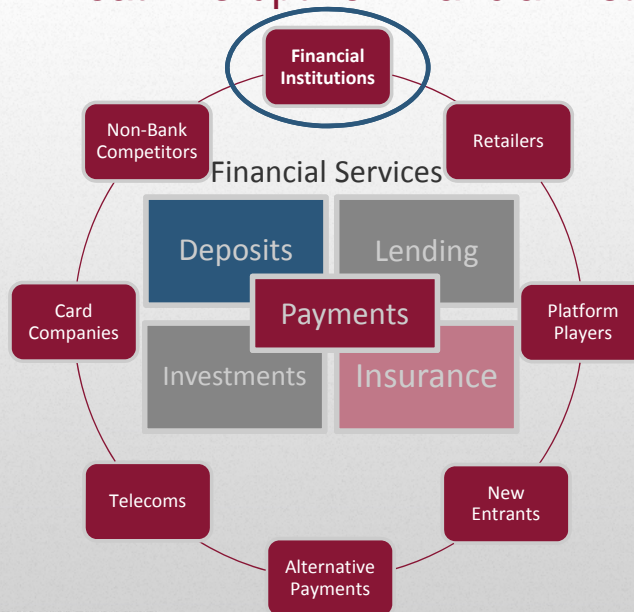 Financial
Institutions
Non-Bank
Competitors
Retailers
Financial Services
Deposits
Lending
Payments
Card
Companies
Platform
Players
Investments
Insurance
Telecoms
New
Entrants
Alternative
Payments